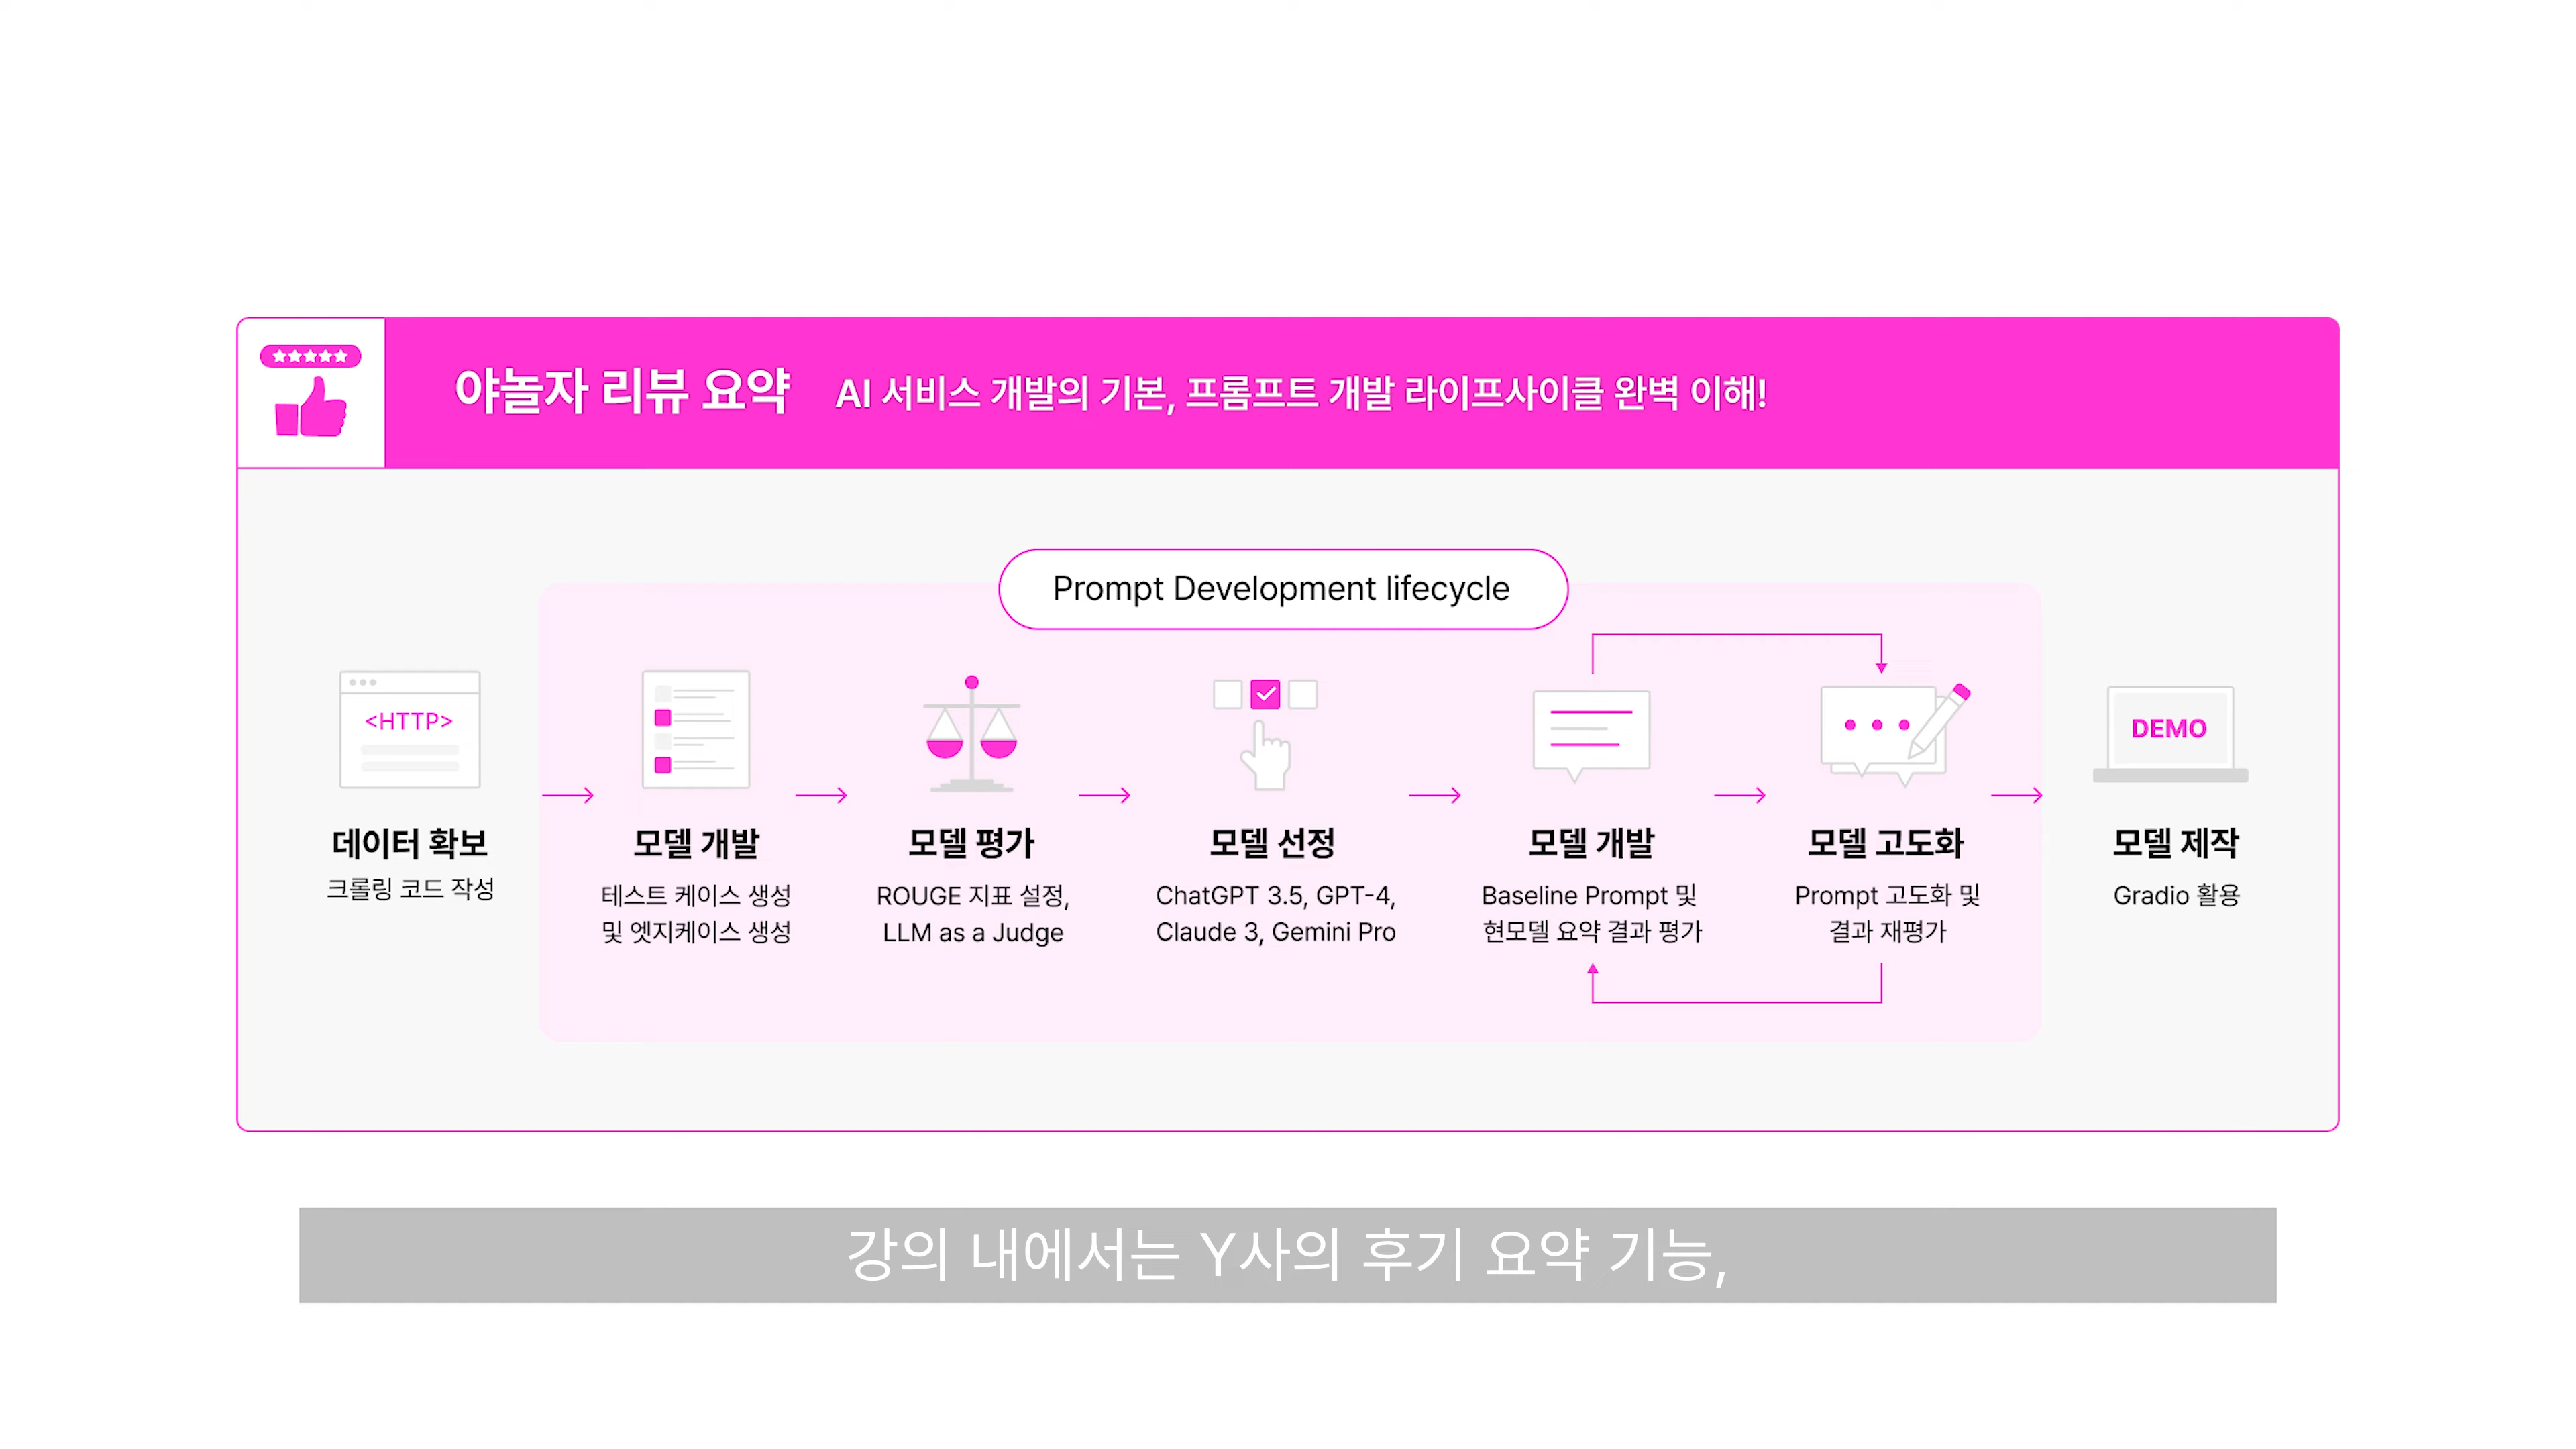 야놀자 리뷰 요약 AI 서비스 개발의 기본, 프롬프트 개발 라이프사이클 완벽 이해!
Prompt Development lifecycle
<HTTP>
데이터 확보
크롤링 코드 작성
모델 개발
테스트 케이스 생성
및 엣지케이스 생성
모델 평가
ROUGE 지표 설정,
LLM as a Judge
모델 선정
ChatGPT 3.5, GPT-4,
Claude 3, Gemini Pro
모델 개발
Baseline Prompt 및
현모델 요약 결과 평가
모델 고도화
Prompt 고도화 및
결과 재평가
DEMO
모델 제작
Gradio 활용
강의 내에서는 Y사의 후기 요약 기능,